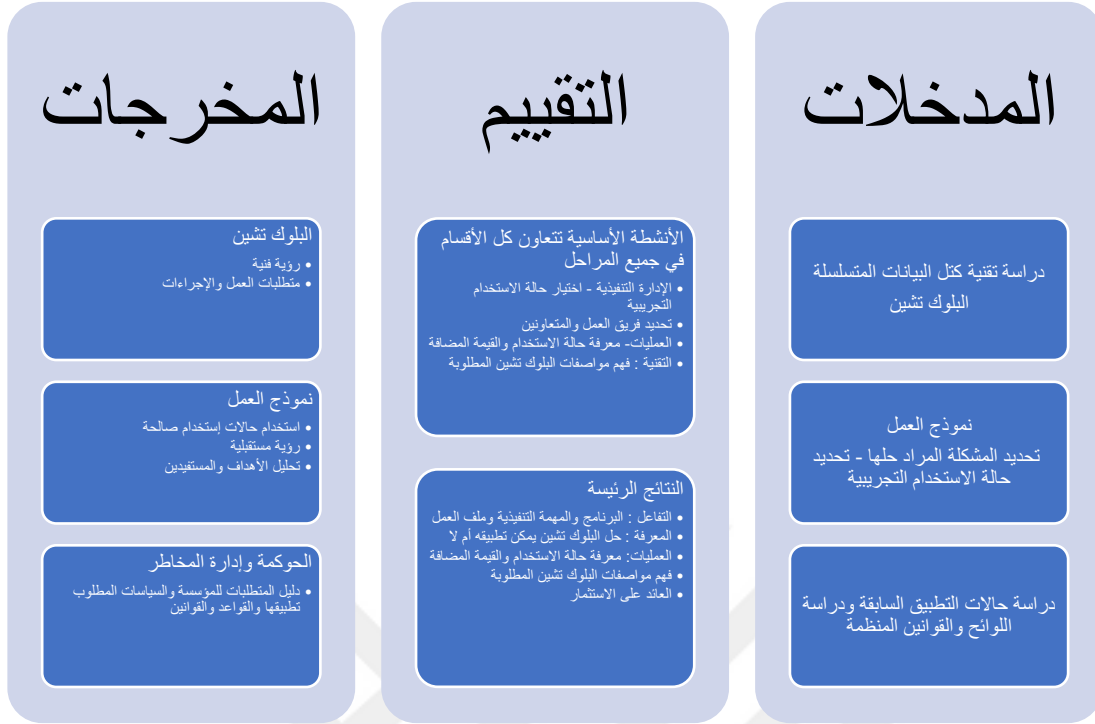 المدخلات
دراسة تقنية كتل البيانات المتسلسلة
البلوك تشين
نموذج العمل
تحديد المشكلة المراد حلها - تحديد
حالة الاستخدام التجريبية
دراسة حالات التطبيق السابقة ودراسة
اللوائح والقوانين المنظمة
التقييم
الأنشطة الأساسية تتعاون كل الأقسام
في جميع المراحل
• الإدارة التنفيذية - اختيار حالة الاستخدام
التجريبية
• تحديد فريق العمل والمتعاونين
• العمليات- معرفة حالة الاستخدام والقيمة المضافة
• التقنية : فهم مواصفات البلوك تشين المطلوبة
النتائج الرئيسة
• التفاعل : البرنامج والمهمة التنفيذية وملف العمل
• المعرفة : حل البلوك تشين يمكن تطبيقه أم لا
• العمليات: معرفة حالة الاستخدام والقيمة المضافة
• فهم مواصفات البلوك تشين المطلوبة
• العائد على الاستثمار
المخرجات
البلوك تشين
• رؤية فنية
• متطلبات العمل والإجراءات
نموذج العمل
• استخدام حالات إستخدام صالحة
• رؤية مستقبلية
• تحليل الأهداف والمستفيدين
الحوكمة وإدارة المخاطر
• دليل المتطلبات للمؤسسة والسياسات المطلوب
تطبيقها والقواعد والقوانين